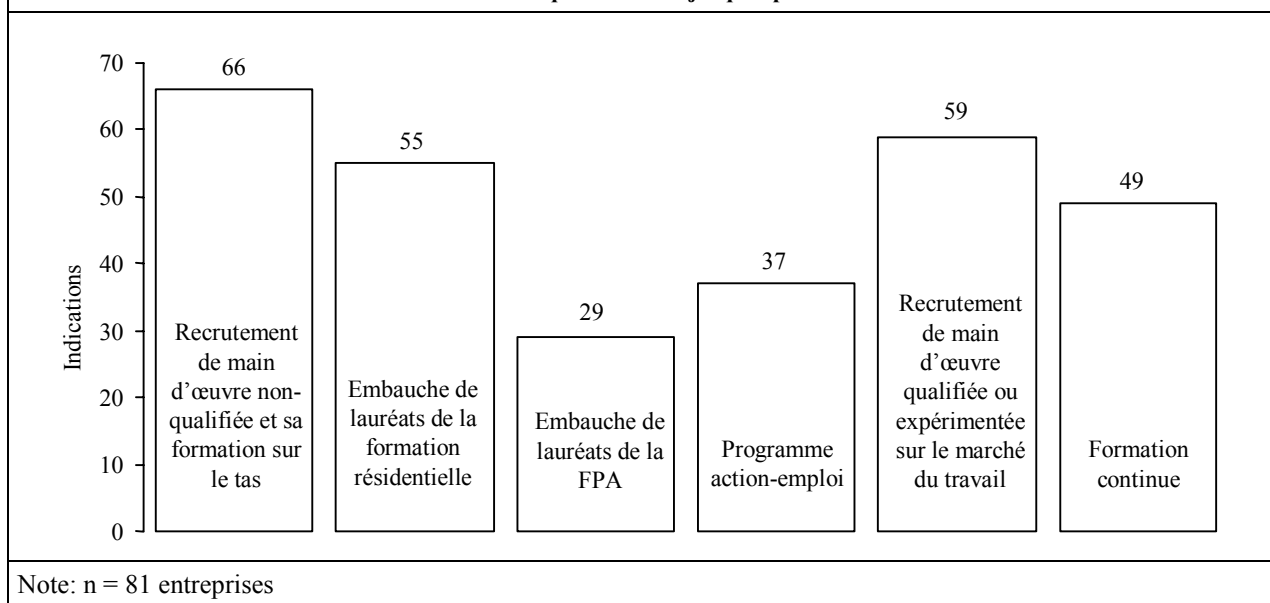 70
60
50
40
30
20
10
0
Indications
66
Recrutement
de main
d'œuvre non-
qualifiée et sa
formation sur
le tas
55
Embauche de
lauréats de la
formation
résidentielle
29
Embauche de
lauréats de la
FPA
37
Programme
action-emploi
59
Recrutement
de main
d'œuvre
qualifiée ou
expérimentée
sur le marché
du travail
49
Formation
continue
Note: n = 81 entreprises